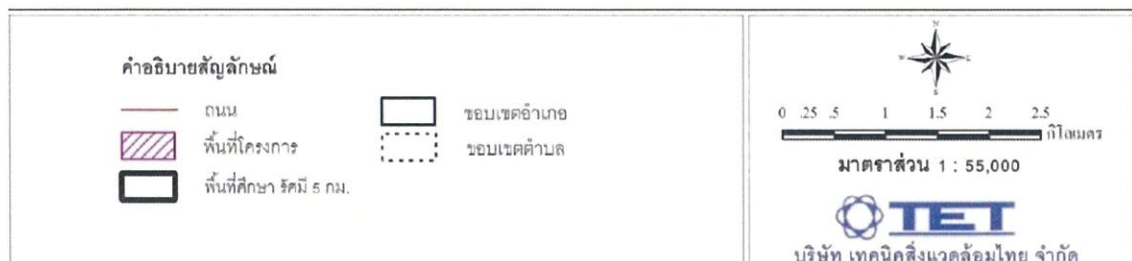 คำอธิบายสัญลักษณ์
ถนน
พื้นที่โครงการ
พื้นที่ศึกษา รัศมี 5 กม.
ขอบเขตอำเภอ
ขอบเขตตำบล
N
W E
S
0 .25 .5 1 1.5 2 2.5
กิโลเมตร
มาตราส่วน 1 : 55,000
TET
บริษัท เทคนิคสิ่งแวดล้อมไทย จำกัด